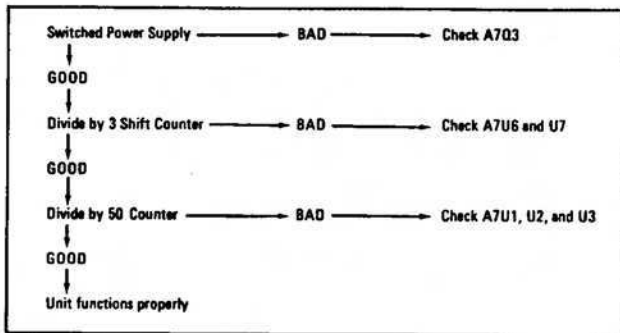 Switched Power Supply BAD Check A7Q3
GOOD
Divide by 3 Shift Counter BAD Check A7U6 and U7
GOOD
Divide by 50 Counter BAD Check A7U1, U2, and U3
GOOD
Unit functions properly